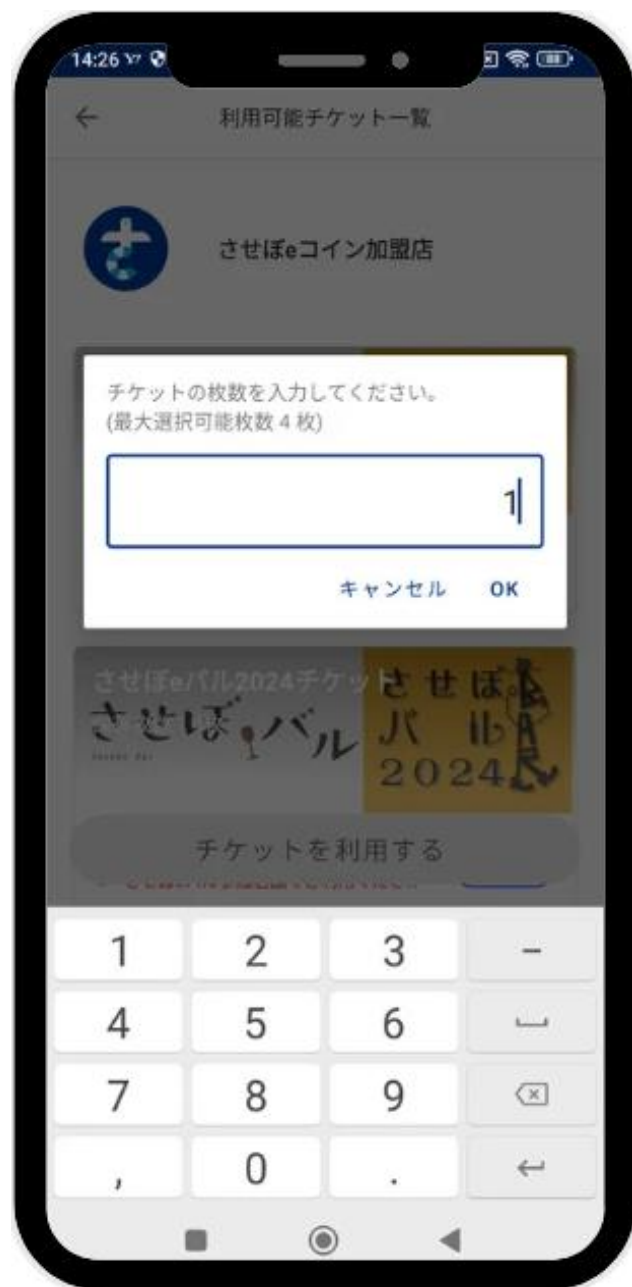 14:26
利用可能チケット一覧
させぼeコイン加盟店
チケットの枚数を入力してください。
(最大選択可能枚数 4 枚)
1
キャンセル OK
させぼeバル2024チケット
させぼバル
させぼ
バル
2024
BAR
チケットを利用する
1 2 3 -
4 5 6
7 8 9
, 0 .